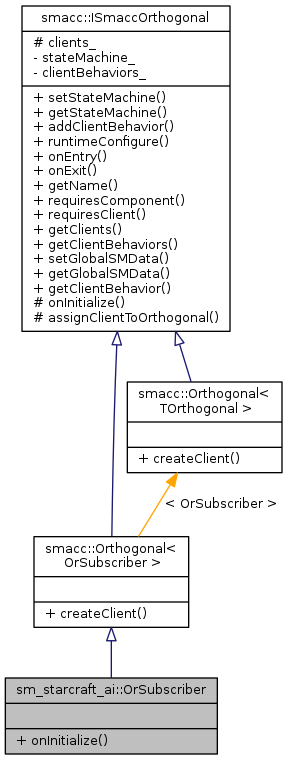 smacc::ISmaccOrthogonal
# clients_
- stateMachine_
- clientBehaviors_
+ setStateMachine()
+ getStateMachine()
+ addClientBehavior()
+ runtimeConfigure()
+ onEntry()
+ onExit()
+ getName()
+ requiresComponent()
+ requiresClient()
+ getClients()
+ getClientBehaviors()
+ setGlobalSMData()
+ getGlobalSMData()
+ getClientBehavior()
# onInitialize()
# assignClientToOrthogonal()
smacc::Orthogonal<
TOrthogonal >
+ createClient()
< OrSubscriber >
smacc::Orthogonal<
OrSubscriber >
+ createClient()
sm_starcraft_ai::OrSubscriber
+ onInitialize()